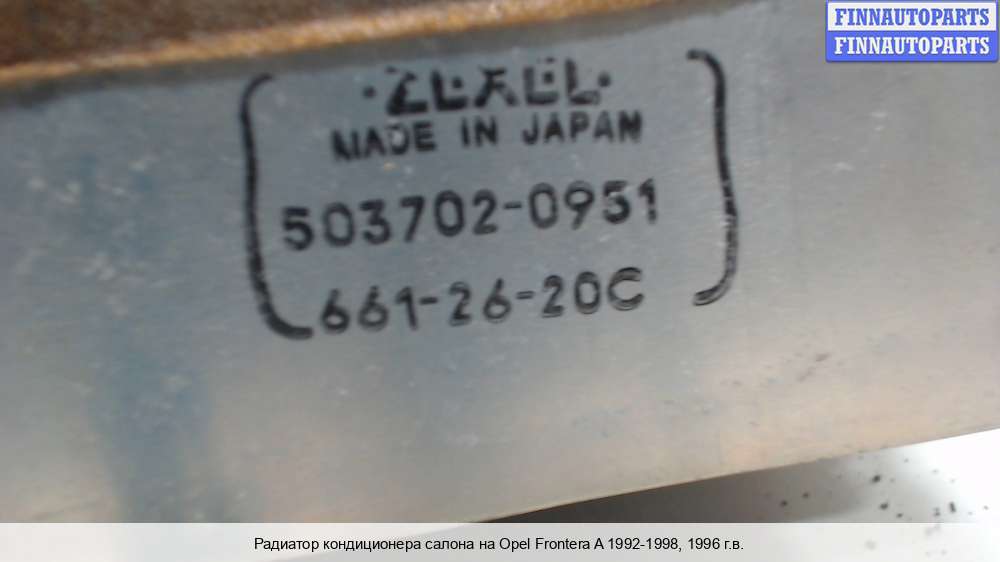 FINNAUTOPARTS
FINNAUTOPARTS
·ZEXEL·
MADE IN JAPAN
503702-0951
661-26-20C
Радиатор кондиционера салона на Opel Frontera A 1992-1998, 1996 г.в.